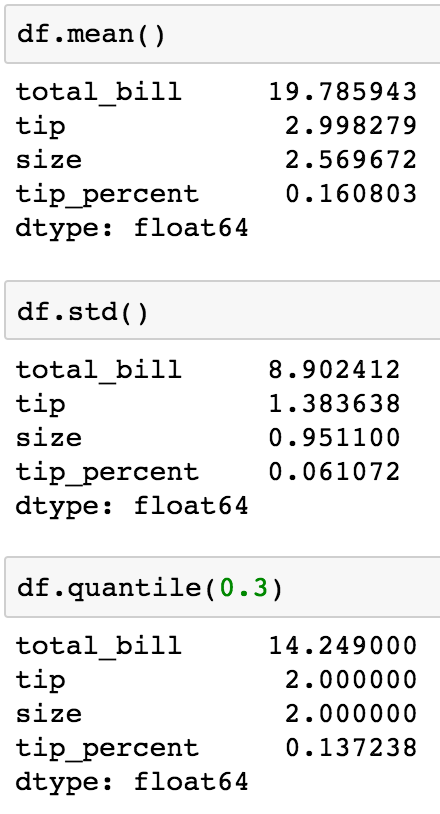 df.mean()
total_bill     19.785943
tip             2.998279
size            2.569672
tip_percent     0.160803
dtype: float64
df.std()
total_bill     8.902412
tip            1.383638
size           0.951100
tip_percent    0.061072
dtype: float64
df.quantile(0.3)
total_bill     14.249000
tip             2.000000
size            2.000000
tip_percent     0.137238
dtype: float64